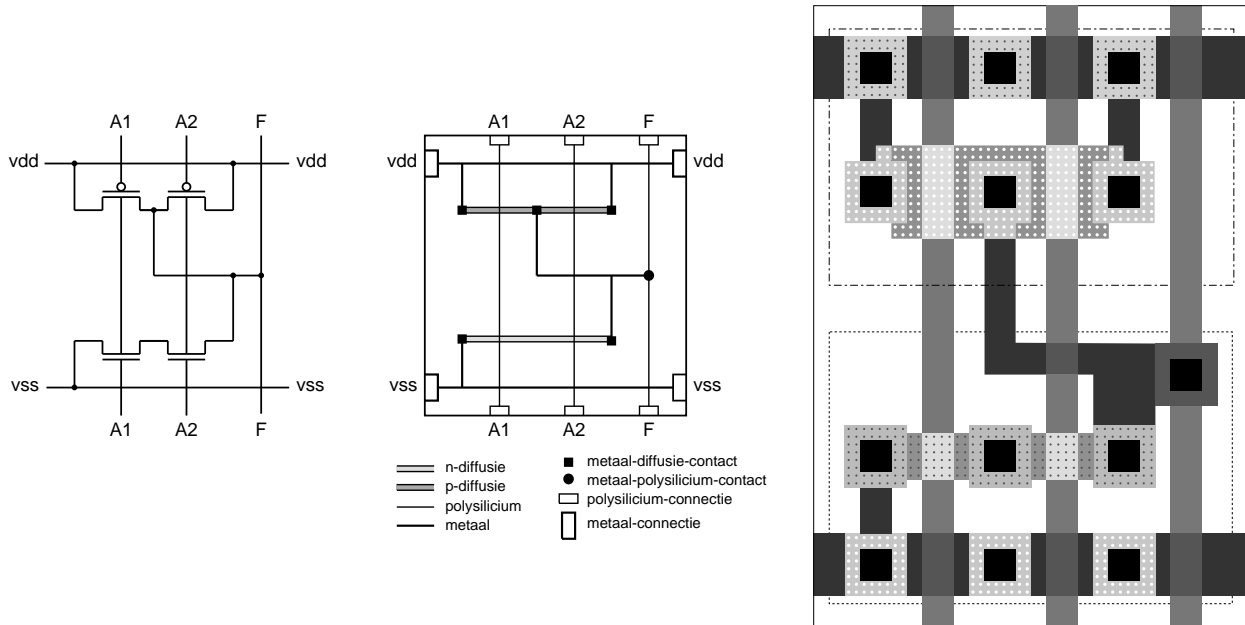 A1 A2 F
vdd vdd
vss vss
A1 A2 F
A1 A2 F
vdd vdd
vss vss
A1 A2 F
n-diffusie
p-diffusie
polysilicium
metaal
metaal-diffusie-contact
metaal-polysilicium-contact
polysilicium-connectie
metaal-connectie